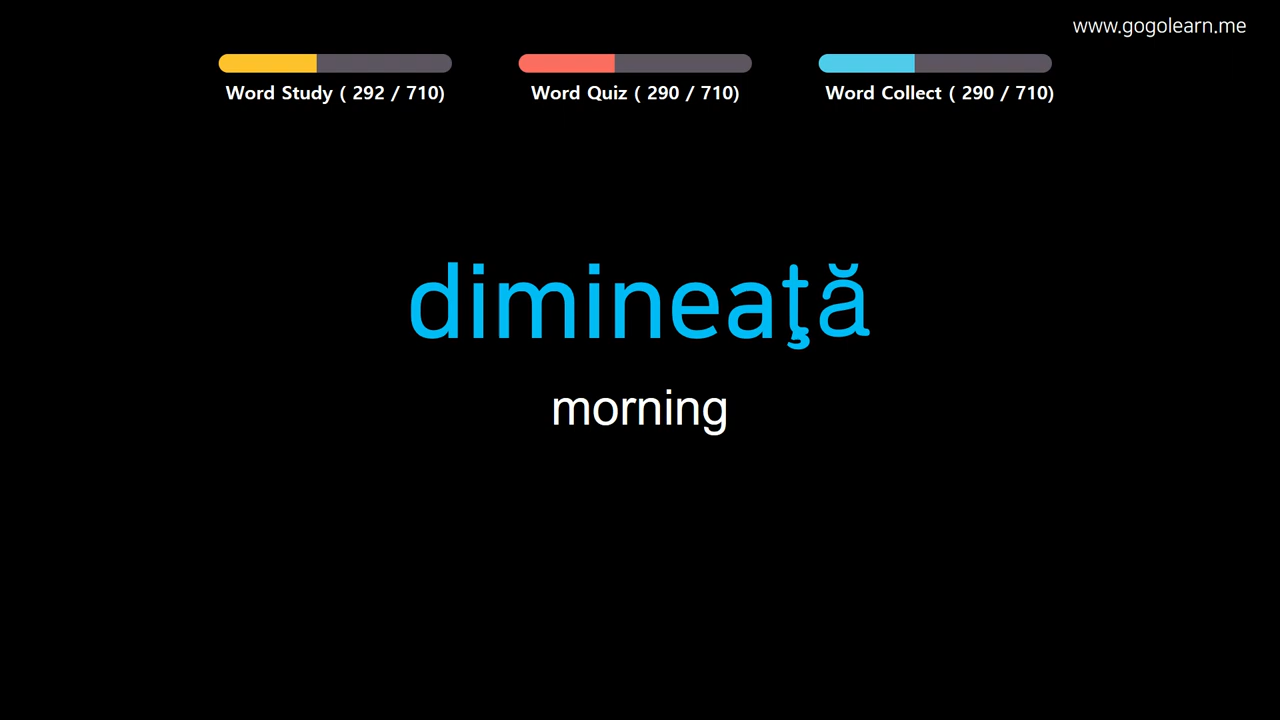 www.gogolearn.me
Word Study ( 292 / 710)
Word Quiz ( 290 / 710)
Word Collect ( 290 / 710)
dimineaţă
morning